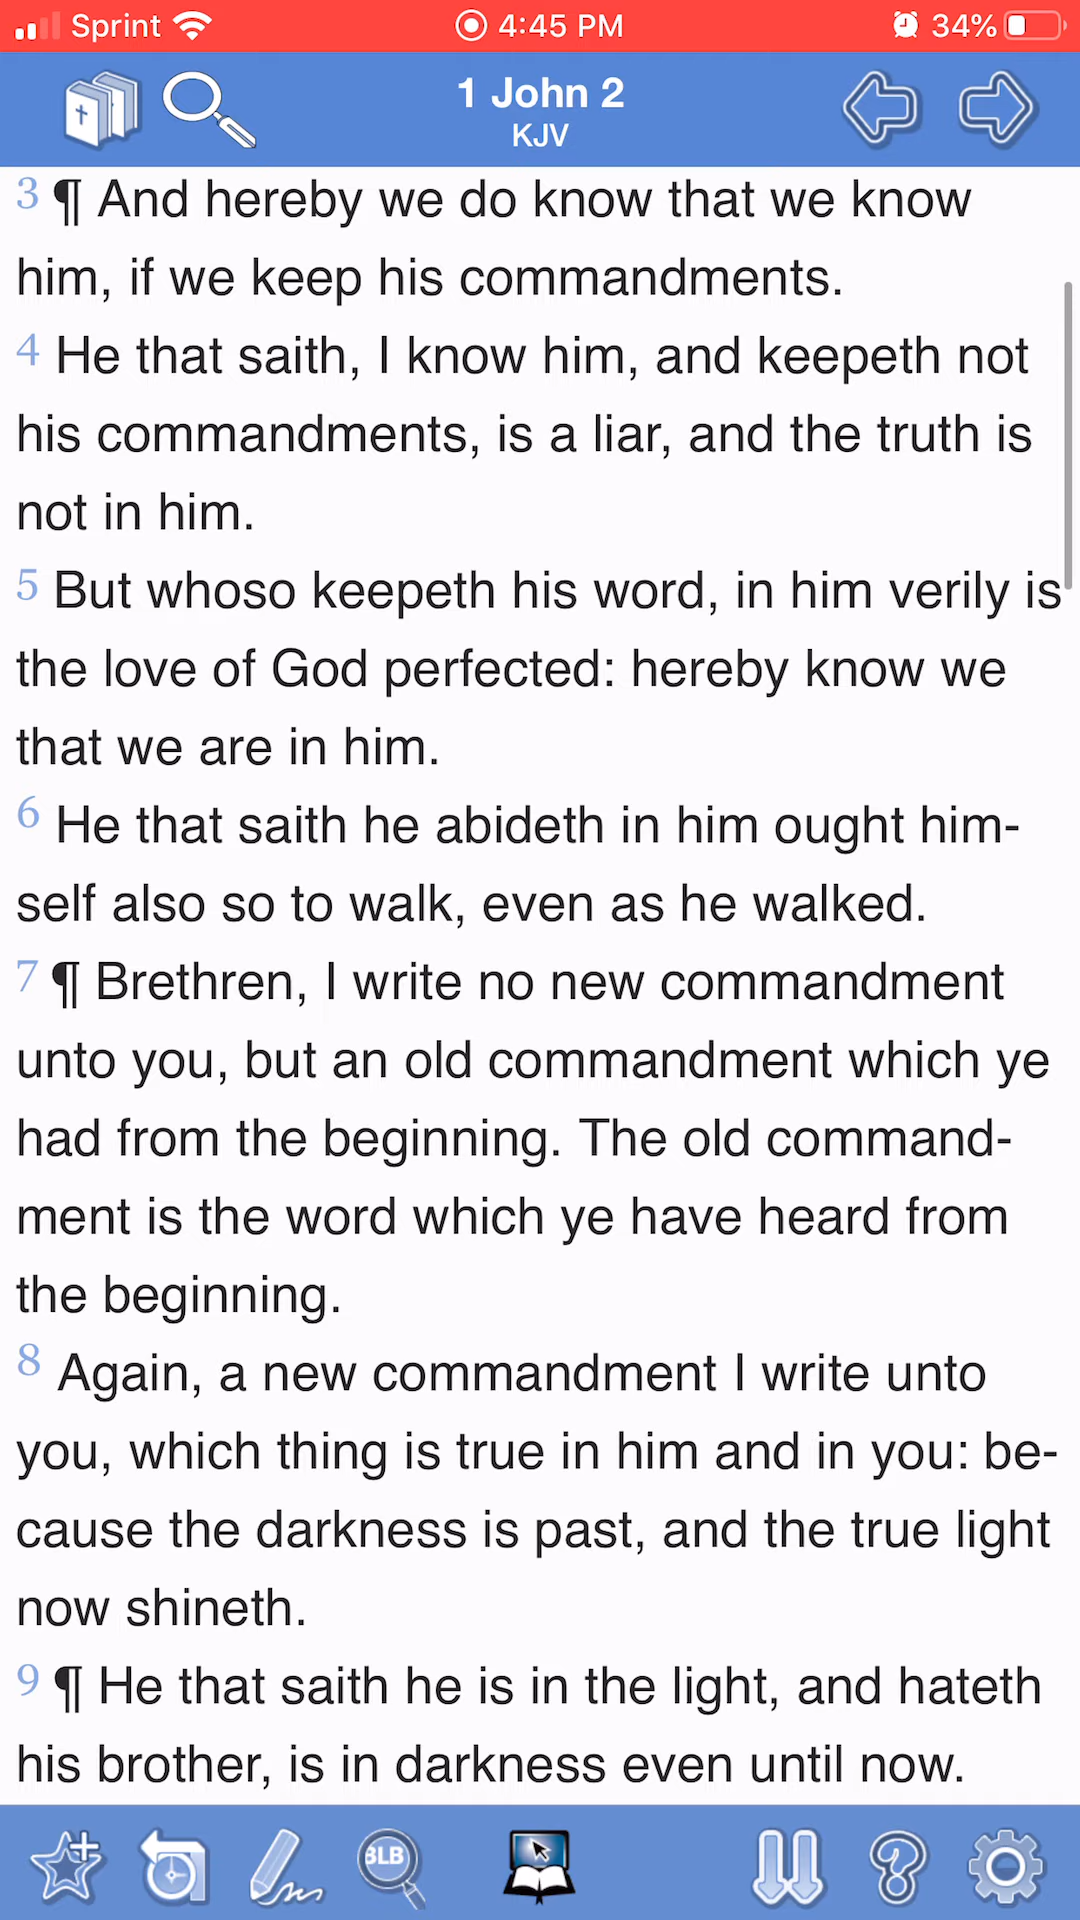 Sprint 4:45 PM 34%
1 John 2
KJV
3 ¶ And hereby we do know that we know
him, if we keep his commandments.
4 He that saith, I know him, and keepeth not
his commandments, is a liar, and the truth is
not in him.
5 But whoso keepeth his word, in him verily is
the love of God perfected: hereby know we
that we are in him.
6 He that saith he abideth in him ought him-
self also so to walk, even as he walked.
7 ¶ Brethren, I write no new commandment
unto you, but an old commandment which ye
had from the beginning. The old command-
ment is the word which ye have heard from
the beginning.
8 Again, a new commandment I write unto
you, which thing is true in him and in you: be-
cause the darkness is past, and the true light
now shineth.
9 ¶ He that saith he is in the light, and hateth
his brother, is in darkness even until now.
BLB